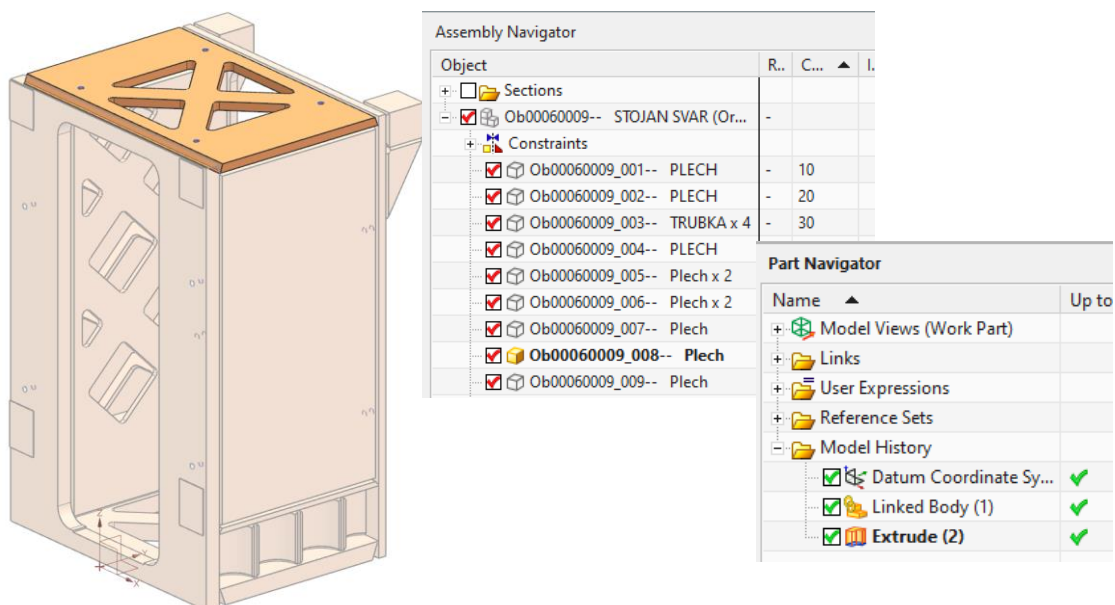 Assembly Navigator
Object R.. C... I.
Sections
Ob00060009-- STOJAN SVAR (Or... -
Constraints
Ob00060009_001-- PLECH - 10
Ob00060009_002-- PLECH - 20
Ob00060009_003-- TRUBKA x 4 - 30
Ob00060009_004-- PLECH
Ob00060009_005-- Plech x 2
Ob00060009_006-- Plech x 2
Ob00060009_007-- Plech
Ob00060009_008-- Plech
Ob00060009_009-- Plech
Part Navigator
Name Up to
Model Views (Work Part)
Links
User Expressions
Reference Sets
Model History
Datum Coordinate Sy...
Linked Body (1)
Extrude (2)
Z
Y
X